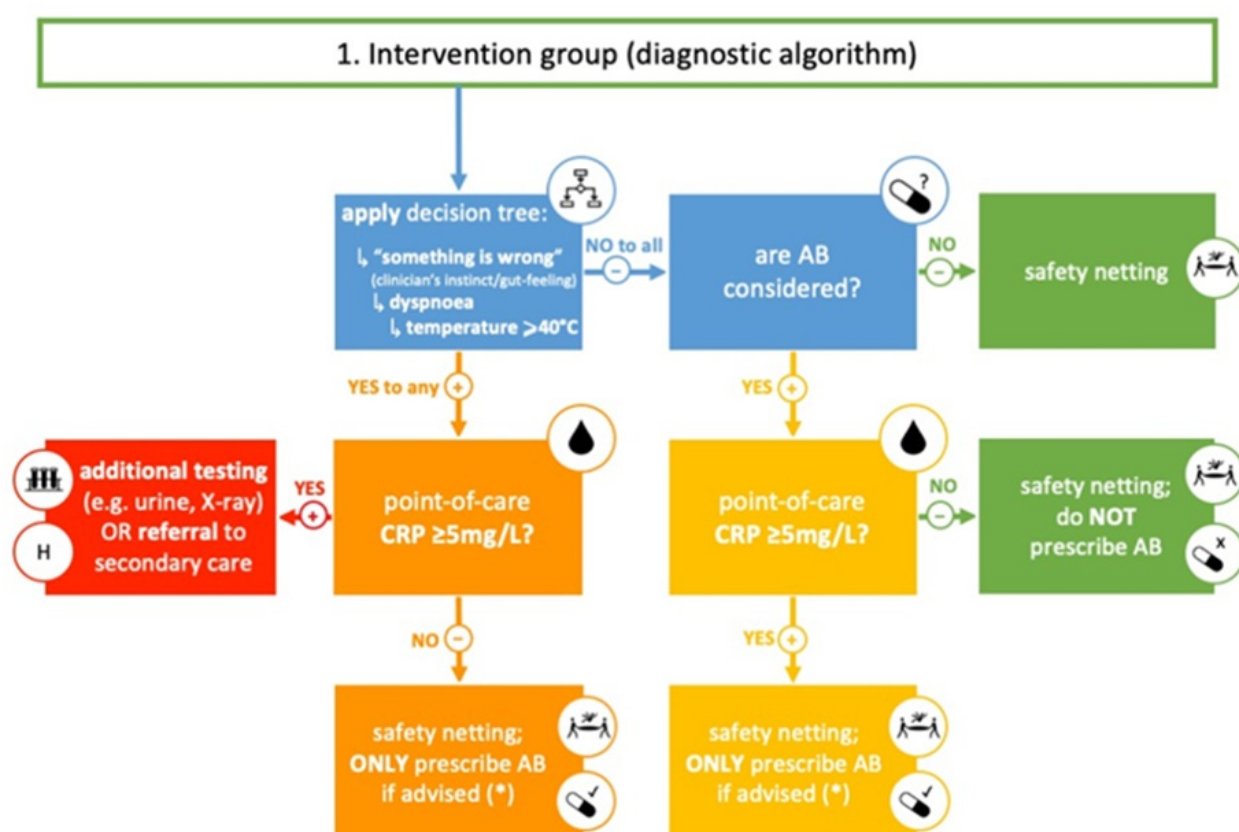 1. Intervention group (diagnostic algorithm)
apply decision tree:
↳ "something is wrong"
(clinician's instinct/gut-feeling)
↳ dyspnoea
↳ temperature ⩾40°C
NO to all
−
?
are AB
considered?
NO
−
safety netting
YES to any
+
YES
+
additional testing
(e.g. urine, X-ray)
OR referral to
secondary care
H
YES
+
point-of-care
CRP ≥5mg/L?
point-of-care
CRP ≥5mg/L?
NO
−
safety netting;
do NOT
prescribe AB
X
NO
−
YES
+
safety netting;
ONLY prescribe AB
if advised (*)
safety netting;
ONLY prescribe AB
if advised (*)